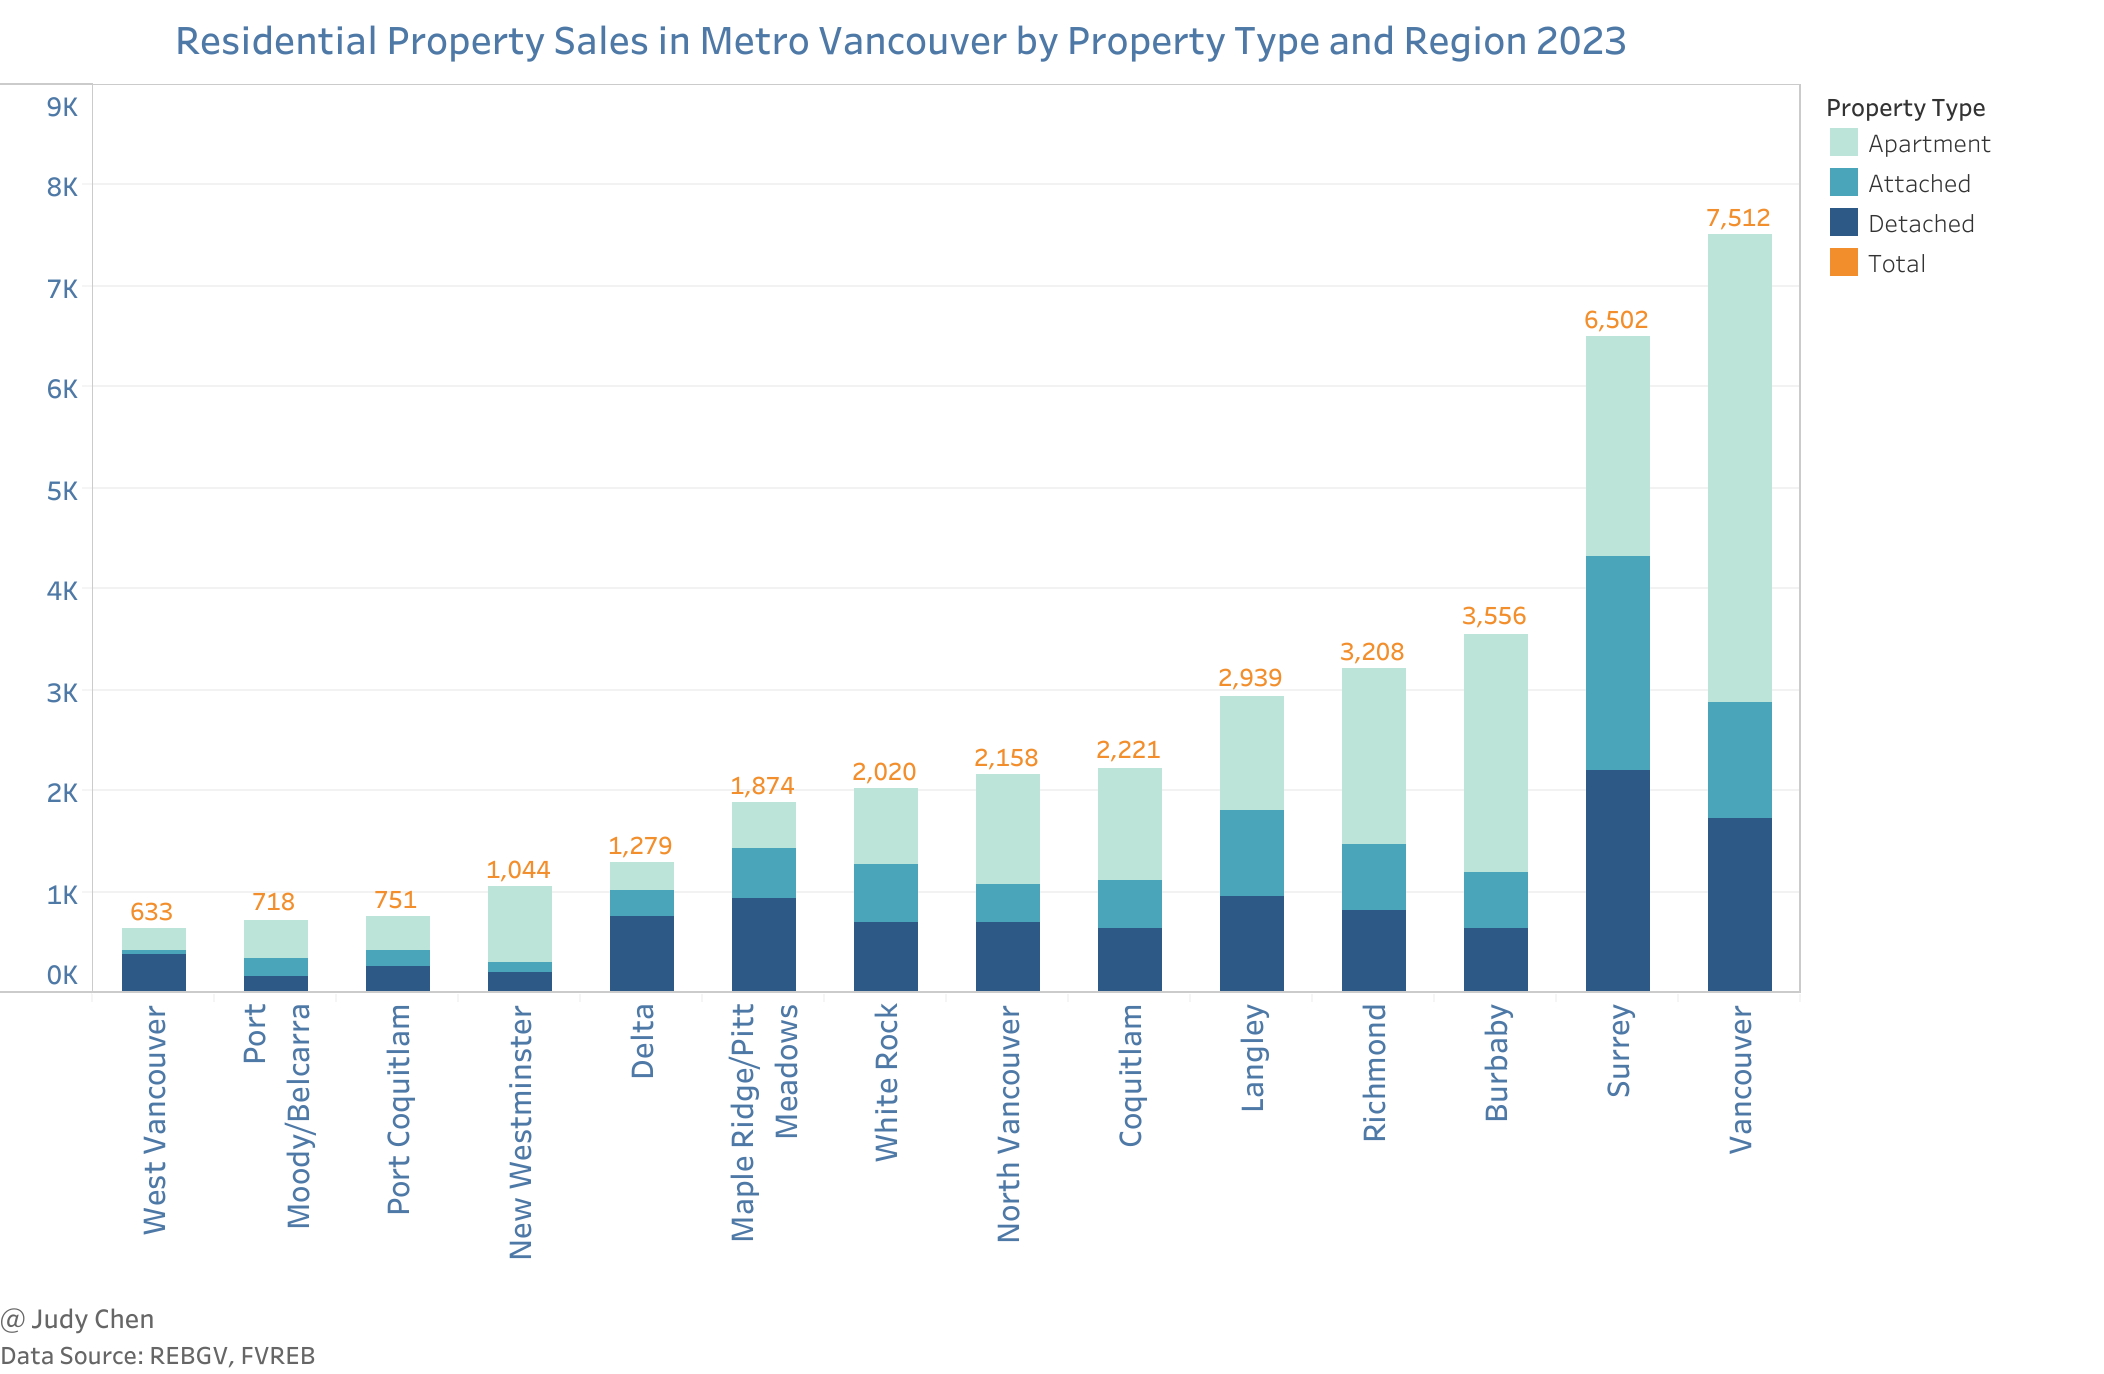 Residential Property Sales in Metro Vancouver by Property Type and Region 2023
9K
8K
7K
6K
5K
4K
3K
2K
1K
0K
633
718
751
1,044
1,279
1,874
2,020
2,158
2,221
2,939
3,208
3,556
6,502
7,512
West Vancouver
Port
Moody/Belcarra
Port Coquitlam
New Westminster
Delta
Maple Ridge/Pitt
Meadows
White Rock
North Vancouver
Coquitlam
Langley
Richmond
Burbaby
Surrey
Vancouver
Property Type
Apartment
Attached
Detached
Total
@ Judy Chen
Data Source: REBGV, FVREB